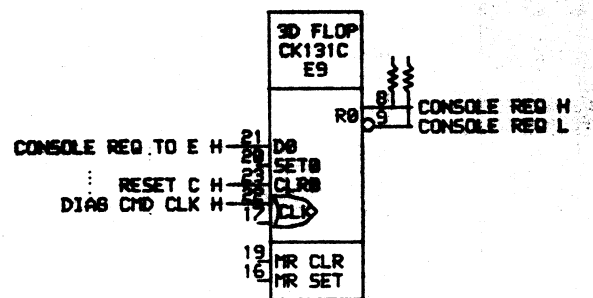 3D FLOP
CK131C
E9
8 CONSOLE REQ H
R0 9 CONSOLE REQ L
CONSOLE REQ TO E H 21 D0
20 SET0
RESET C H CLR0
DIAG CMD CLK H CLK
17
19 MR CLR
16 MR SET